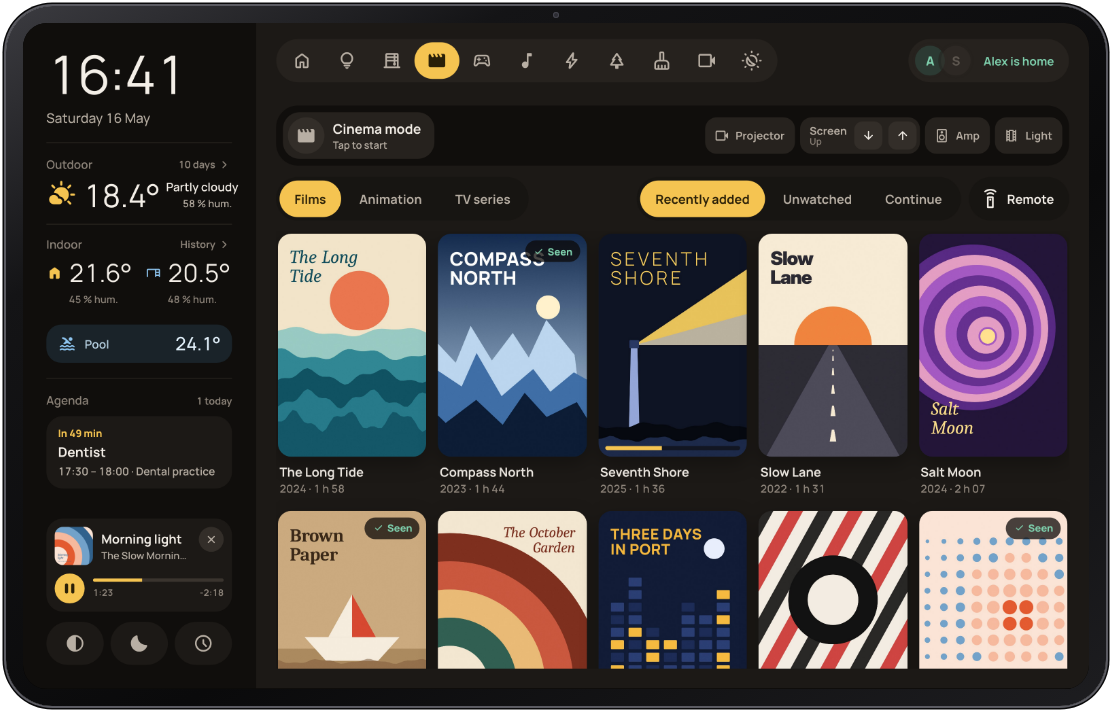 16:41
Saturday 16 May
Outdoor
10 days
18.4°
Partly cloudy
58 % hum.
Indoor
History
21.6°
20.5°
45 % hum.
48 % hum.
Pool
24.1°
Agenda
1 today
In 49 min
Dentist
17:30 – 18:00 · Dental practice
Morning light
The Slow Mornin...
1:23
-2:18
A
S
Alex is home
Cinema mode
Tap to start
Projector
Screen
Up
Amp
Light
Films
Animation
TV series
Recently added
Unwatched
Continue
Remote
The Long
Tide
Seen
COMPASS
NORTH
SEVENTH
SHORE
Slow
Lane
Salt
Moon
The Long Tide
2024 · 1 h 58
Compass North
2023 · 1 h 44
Seventh Shore
2025 · 1 h 36
Slow Lane
2022 · 1 h 31
Salt Moon
2024 · 2 h 07
Brown
Paper
Seen
The October
Garden
THREE DAYS
IN PORT
Seen